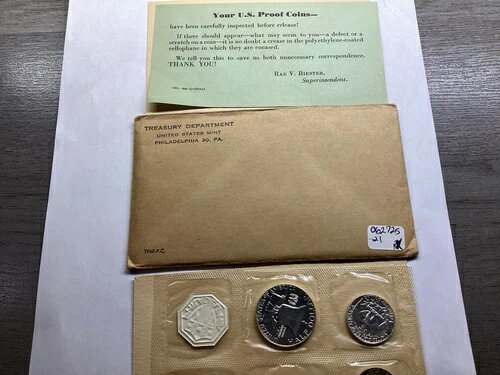 Your U.S. Proof Coins—
have been carefully inspected before release!
If there should appear—what may seem to you—a defect or a
scratch on a coin—it is no doubt a crease in the polyethylene-coated
cellophane in which they are encased.
We tell you this to save us both unnecessary correspondence.
THANK YOU!
Rae V. Biester,
Superintendent.
TREASURY DEPARTMENT
UNITED STATES MINT
PHILADELPHIA 30, PA.
1960-P.C.
062725
-21